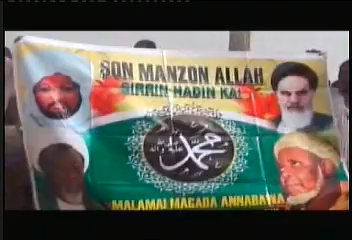 SON MANZON ALLAH
SIRRIN HADIN KAI
محمد
MALAMAI MAGADA ANNABAWA